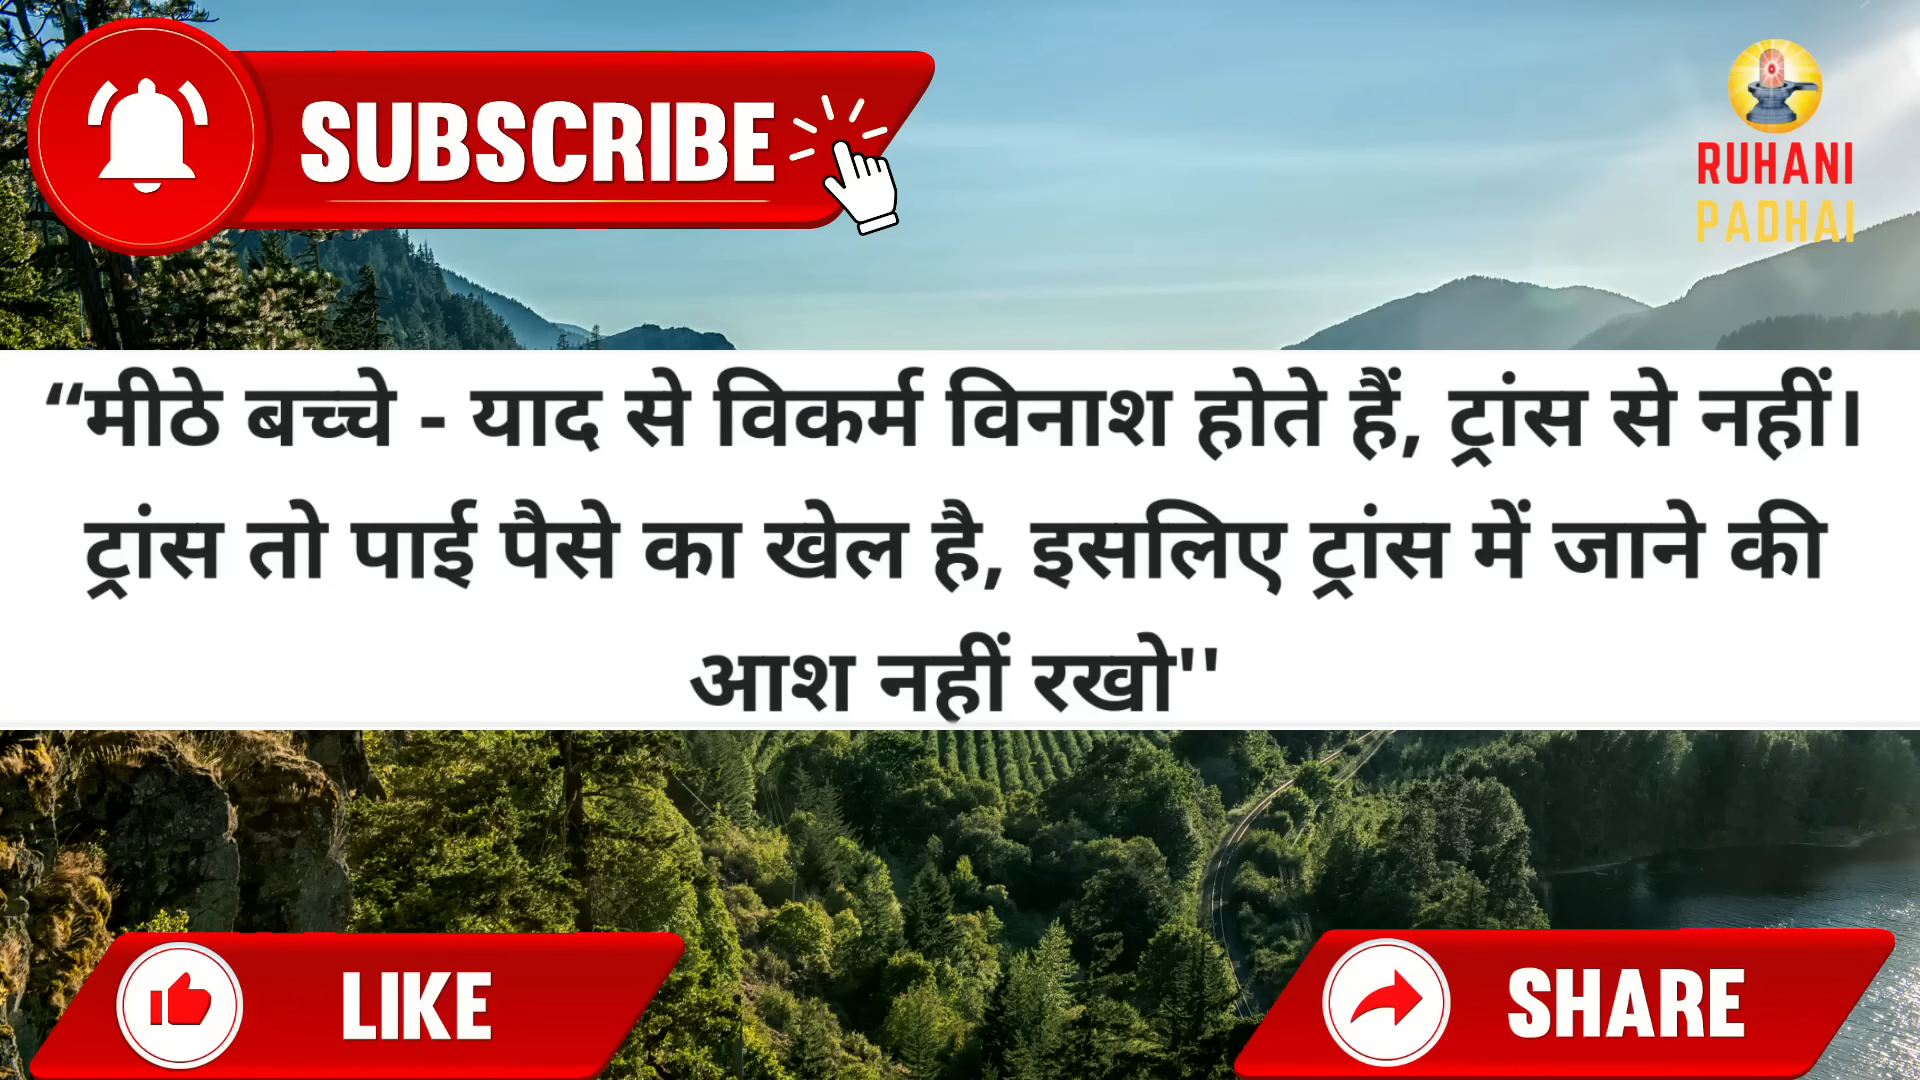 SUBSCRIBE
RUHANI
PADHAI
“मीठे बच्चे - याद से विकर्म विनाश होते हैं, ट्रांस से नहीं।
ट्रांस तो पाई पैसे का खेल है, इसलिए ट्रांस में जाने की
आश नहीं रखो''
LIKE
SHARE